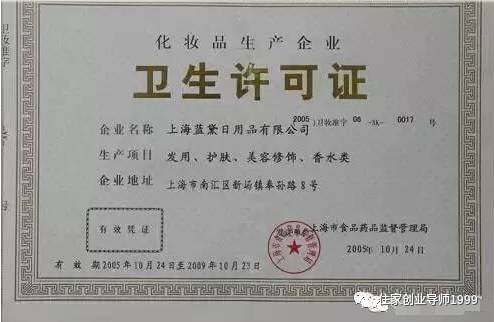 化妆品生产企业
卫生许可证
(2005)卫妆准字 06 -XK- 0017 号
企业名称 上海蓝黛日用品有限公司
生产项目 发用、护肤、美容修饰、香水类
企业地址 上海市南汇区新场镇奉孙路8号
有效凭证
上海市食品药品监督管理局
2005年10月24日
有效期2005年10月24日至2009年10月23日
住家创业导师1999